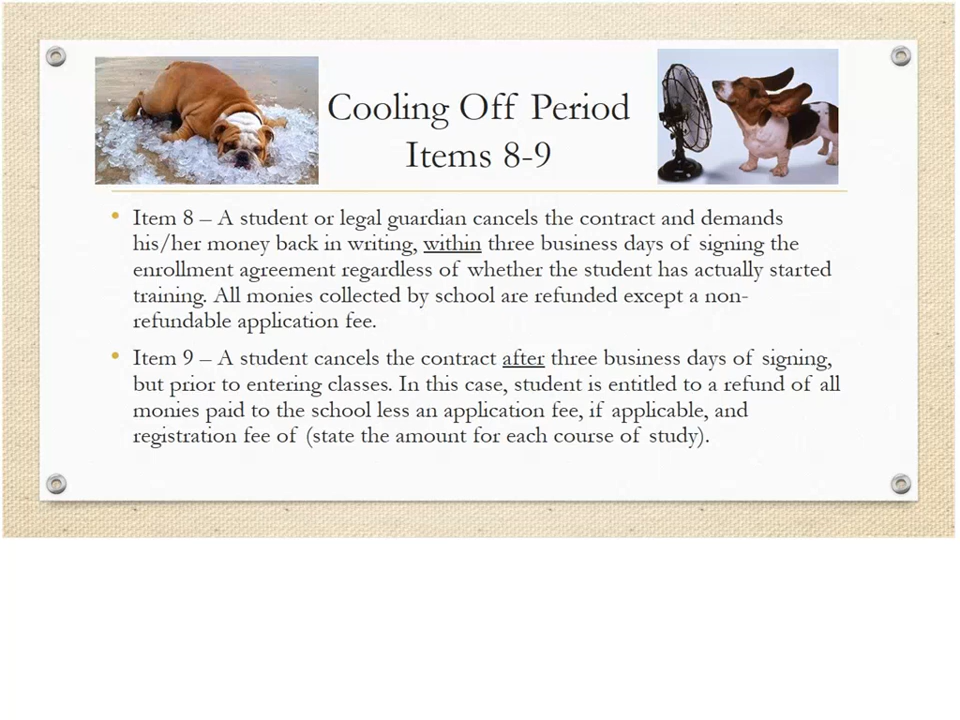 Cooling Off Period
Items 8-9
• Item 8 – A student or legal guardian cancels the contract and demands
his/her money back in writing, within three business days of signing the
enrollment agreement regardless of whether the student has actually started
training. All monies collected by school are refunded except a non-
refundable application fee.
• Item 9 – A student cancels the contract after three business days of signing,
but prior to entering classes. In this case, student is entitled to a refund of all
monies paid to the school less an application fee, if applicable, and
registration fee of (state the amount for each course of study).